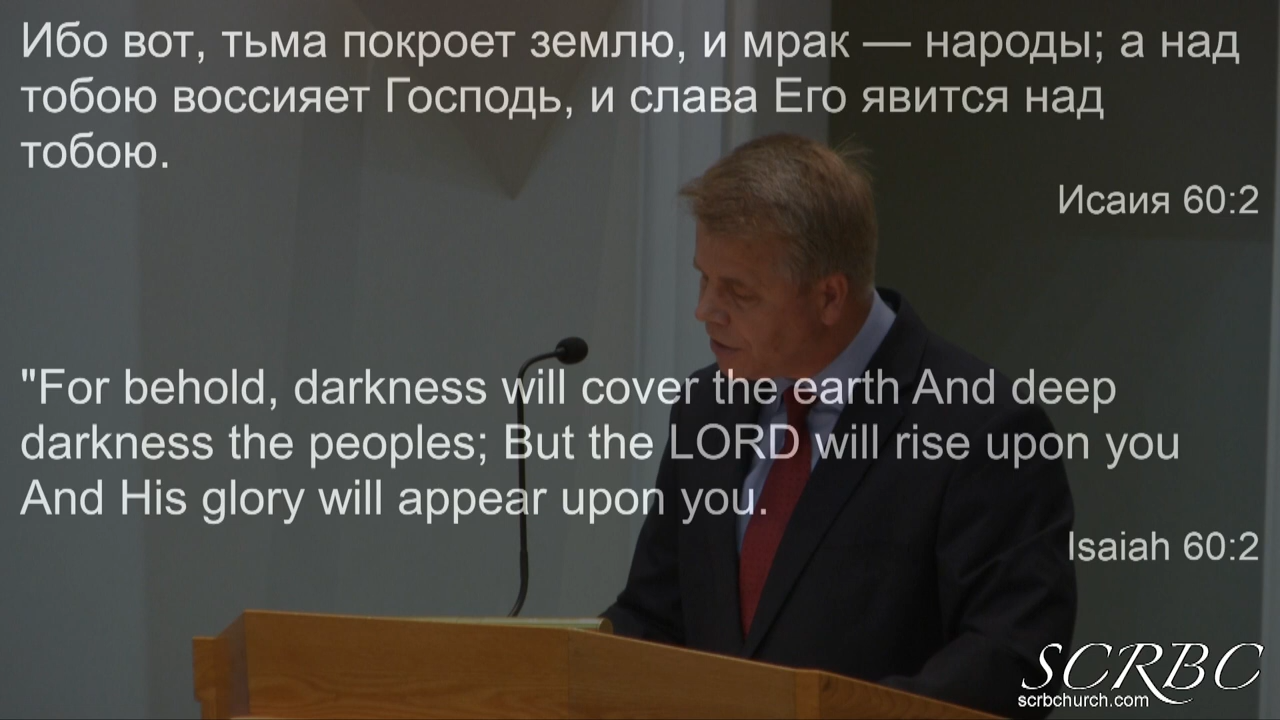 Ибо вот, тьма покроет землю, и мрак — народы; а над
тобою воссияет Господь, и слава Его явится над
тобою.
Исаия 60:2
"For behold, darkness will cover the earth And deep
darkness the peoples; But the LORD will rise upon you
And His glory will appear upon you.
Isaiah 60:2
SCRBC
scrbchurch.com